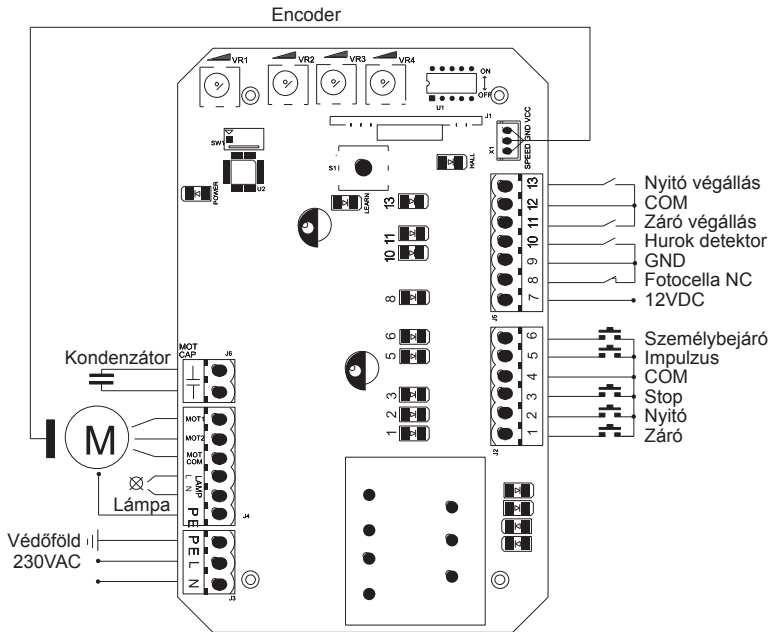 Encoder
VR1
VR2
VR3
VR4
ON
OFF
U1
J1
SW1
U2
S1
HALL
X1
SPEED GND VCC
POWER
LEARN
13
11
10
8
6
5
3
2
1
13 Nyitó végállás
12 COM
11 Záró végállás
10 Hurok detektor
9 GND
8 Fotocella NC
7 12VDC
J5
6 Személybejáró
5 Impulzus
4 COM
3 Stop
2 Nyitó
1 Záró
J2
Kondenzátor
MOT CAP
J6
M
MOT1
MOT2
MOT COM
LAMP
L N
Lámpa
PE
J4
Védőföld
230VAC
PE L N
J3